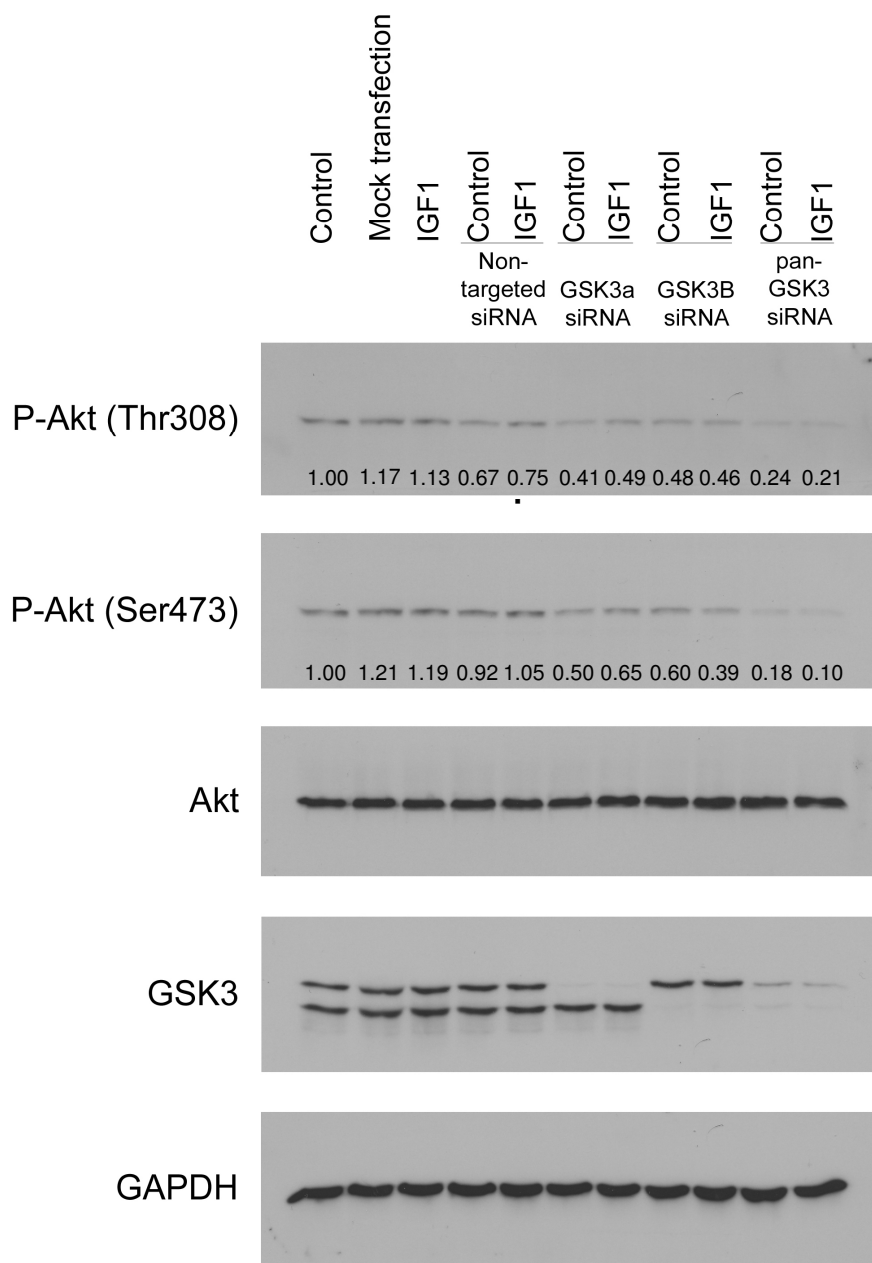 Control
Mock transfection
IGF1
Control
IGF1
Control
IGF1
Control
IGF1
Control
IGF1
Non-
targeted
siRNA
GSK3a
siRNA
GSK3B
siRNA
pan-
GSK3
siRNA
P-Akt (Thr308)
1.00 1.17 1.13 0.67 0.75 0.41 0.49 0.48 0.46 0.24 0.21
P-Akt (Ser473)
1.00 1.21 1.19 0.92 1.05 0.50 0.65 0.60 0.39 0.18 0.10
Akt
GSK3
GAPDH